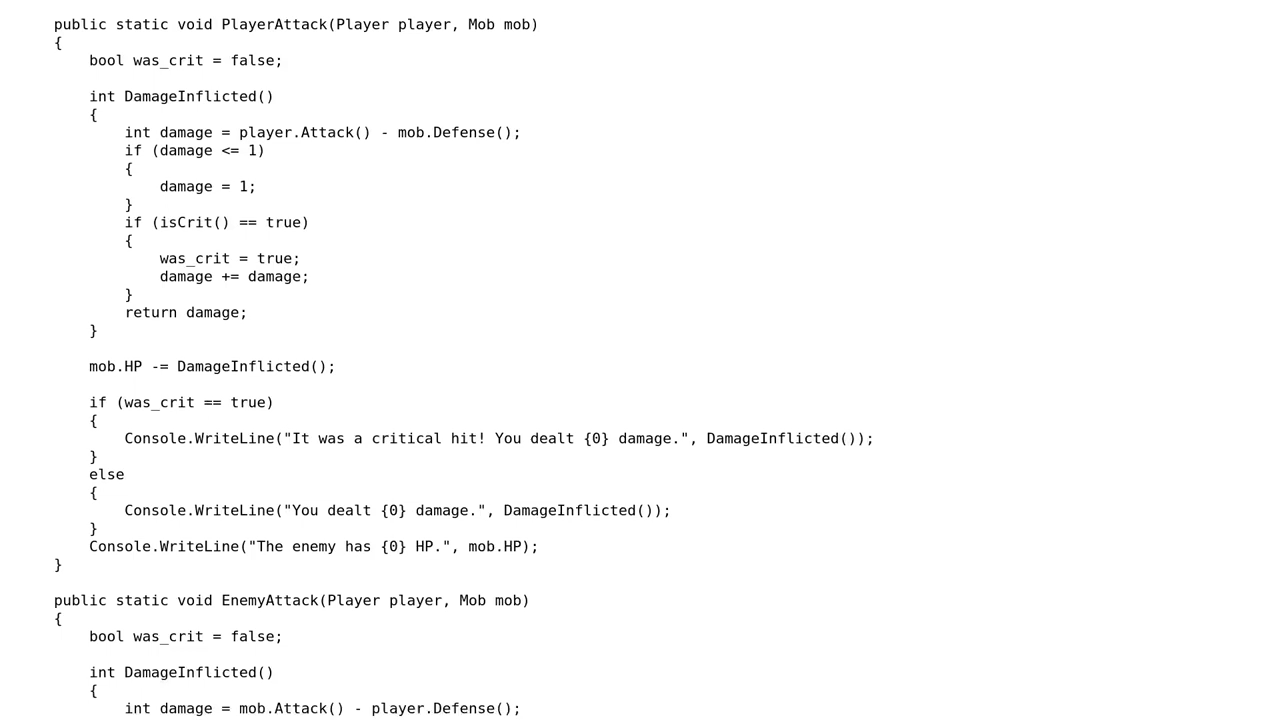 public static void PlayerAttack(Player player, Mob mob)
{
    bool was_crit = false;

    int DamageInflicted()
    {
        int damage = player.Attack() - mob.Defense();
        if (damage <= 1)
        {
            damage = 1;
        }
        if (isCrit() == true)
        {
            was_crit = true;
            damage += damage;
        }
        return damage;
    }

    mob.HP -= DamageInflicted();

    if (was_crit == true)
    {
        Console.WriteLine("It was a critical hit! You dealt {0} damage.", DamageInflicted());
    }
    else
    {
        Console.WriteLine("You dealt {0} damage.", DamageInflicted());
    }
    Console.WriteLine("The enemy has {0} HP.", mob.HP);
}

public static void EnemyAttack(Player player, Mob mob)
{
    bool was_crit = false;

    int DamageInflicted()
    {
        int damage = mob.Attack() - player.Defense();